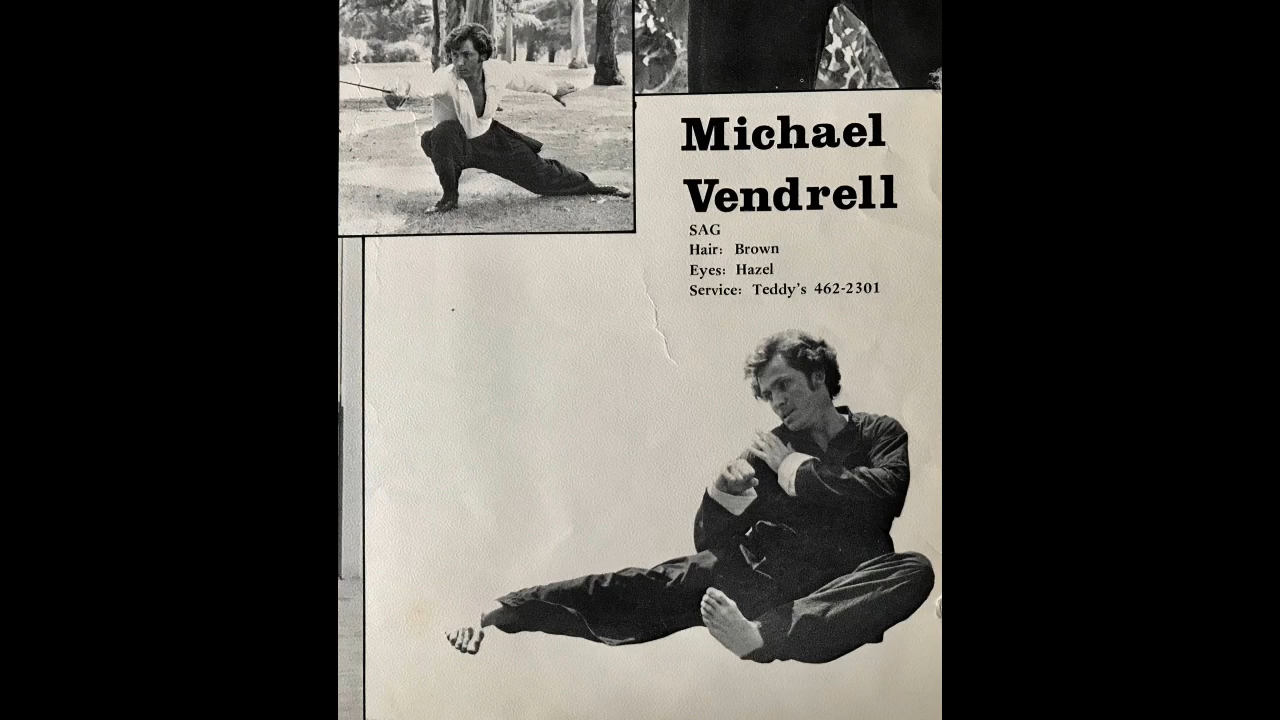 Michael
Vendrell
SAG
Hair: Brown
Eyes: Hazel
Service: Teddy's 462-2301